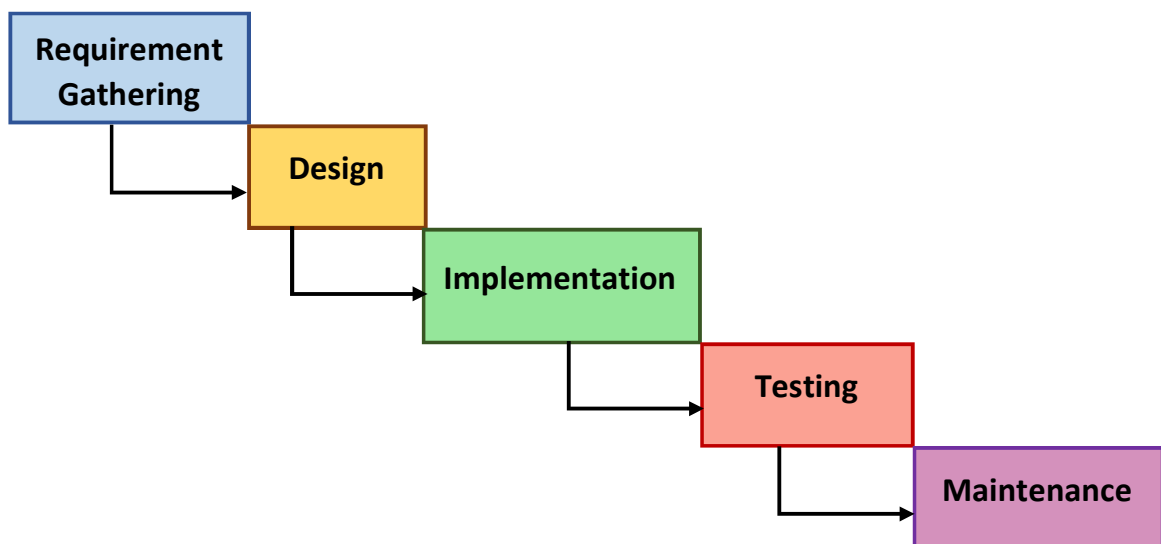 Requirement
Gathering
Design
Implementation
Testing
Maintenance